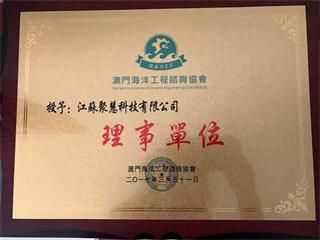 MAOEC
澳門海洋工程諮詢協會
授予：江蘇聚慧科技有限公司
理事單位
澳門海洋工程諮詢協會
二〇一七年三月三十一日